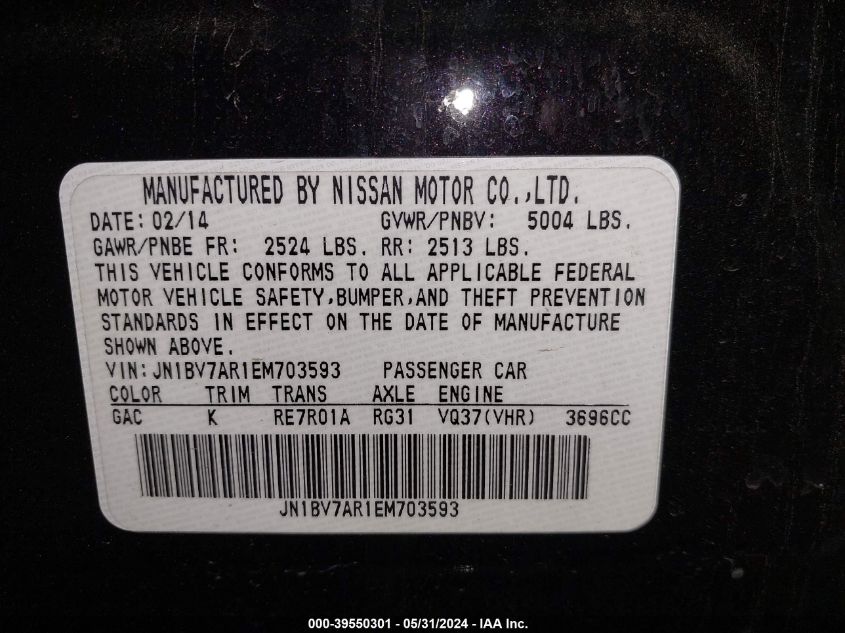 MANUFACTURED BY NISSAN MOTOR CO.,LTD.
DATE: 02/14 GVWR/PNBV: 5004 LBS.
GAWR/PNBE FR: 2524 LBS. RR: 2513 LBS.
THIS VEHICLE CONFORMS TO ALL APPLICABLE FEDERAL
MOTOR VEHICLE SAFETY,BUMPER,AND THEFT PREVENTION
STANDARDS IN EFFECT ON THE DATE OF MANUFACTURE
SHOWN ABOVE.
VIN: JN1BV7AR1EM703593 PASSENGER CAR
COLOR TRIM TRANS AXLE ENGINE
GAC K RE7R01A RG31 VQ37(VHR) 3696CC
JN1BV7AR1EM703593
000-39550301 - 05/31/2024 - IAA Inc.